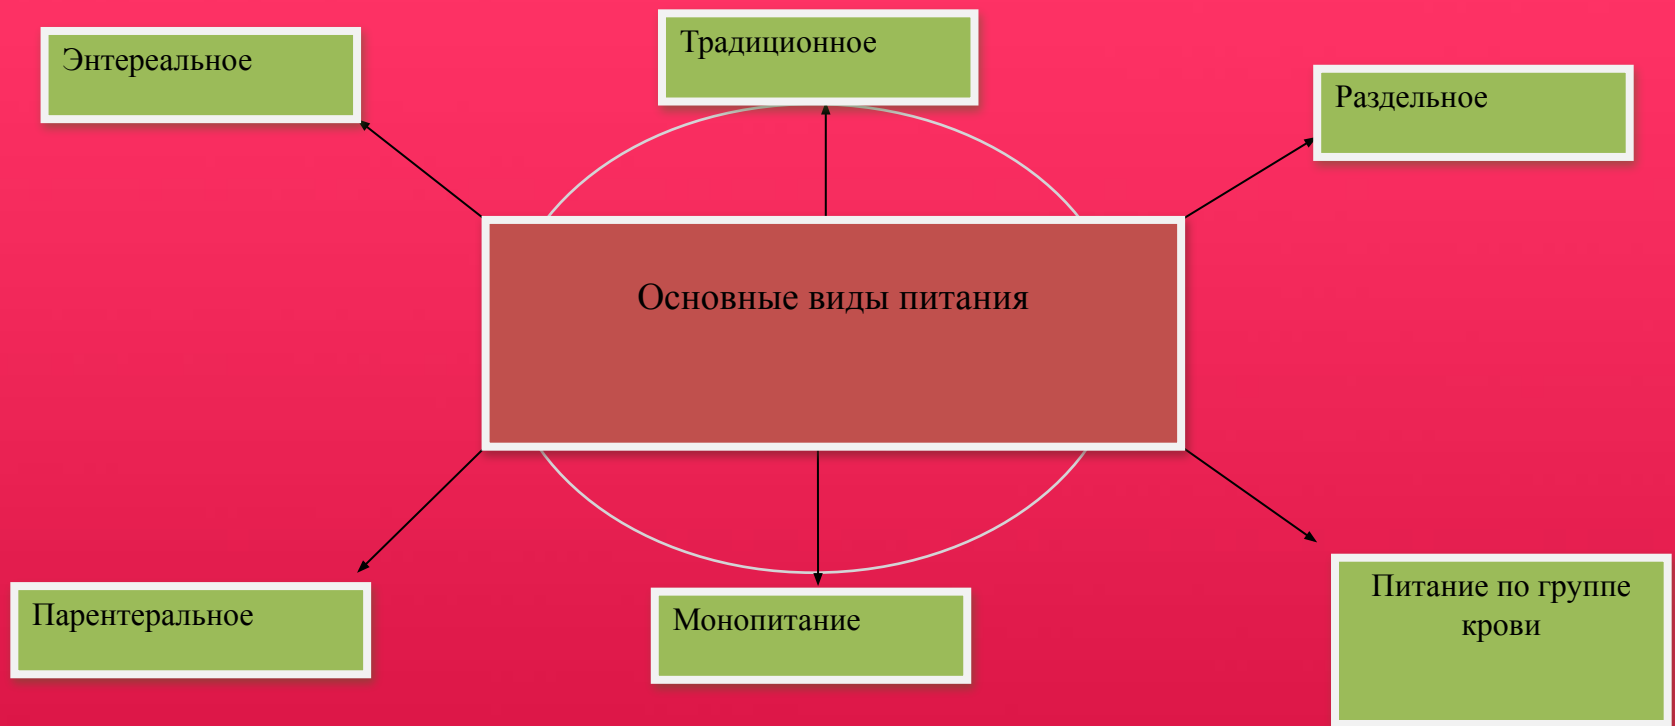 Энтереальное
Традиционное
Раздельное
Основные виды питания
Парентеральное
Монопитание
Питание по группе
крови